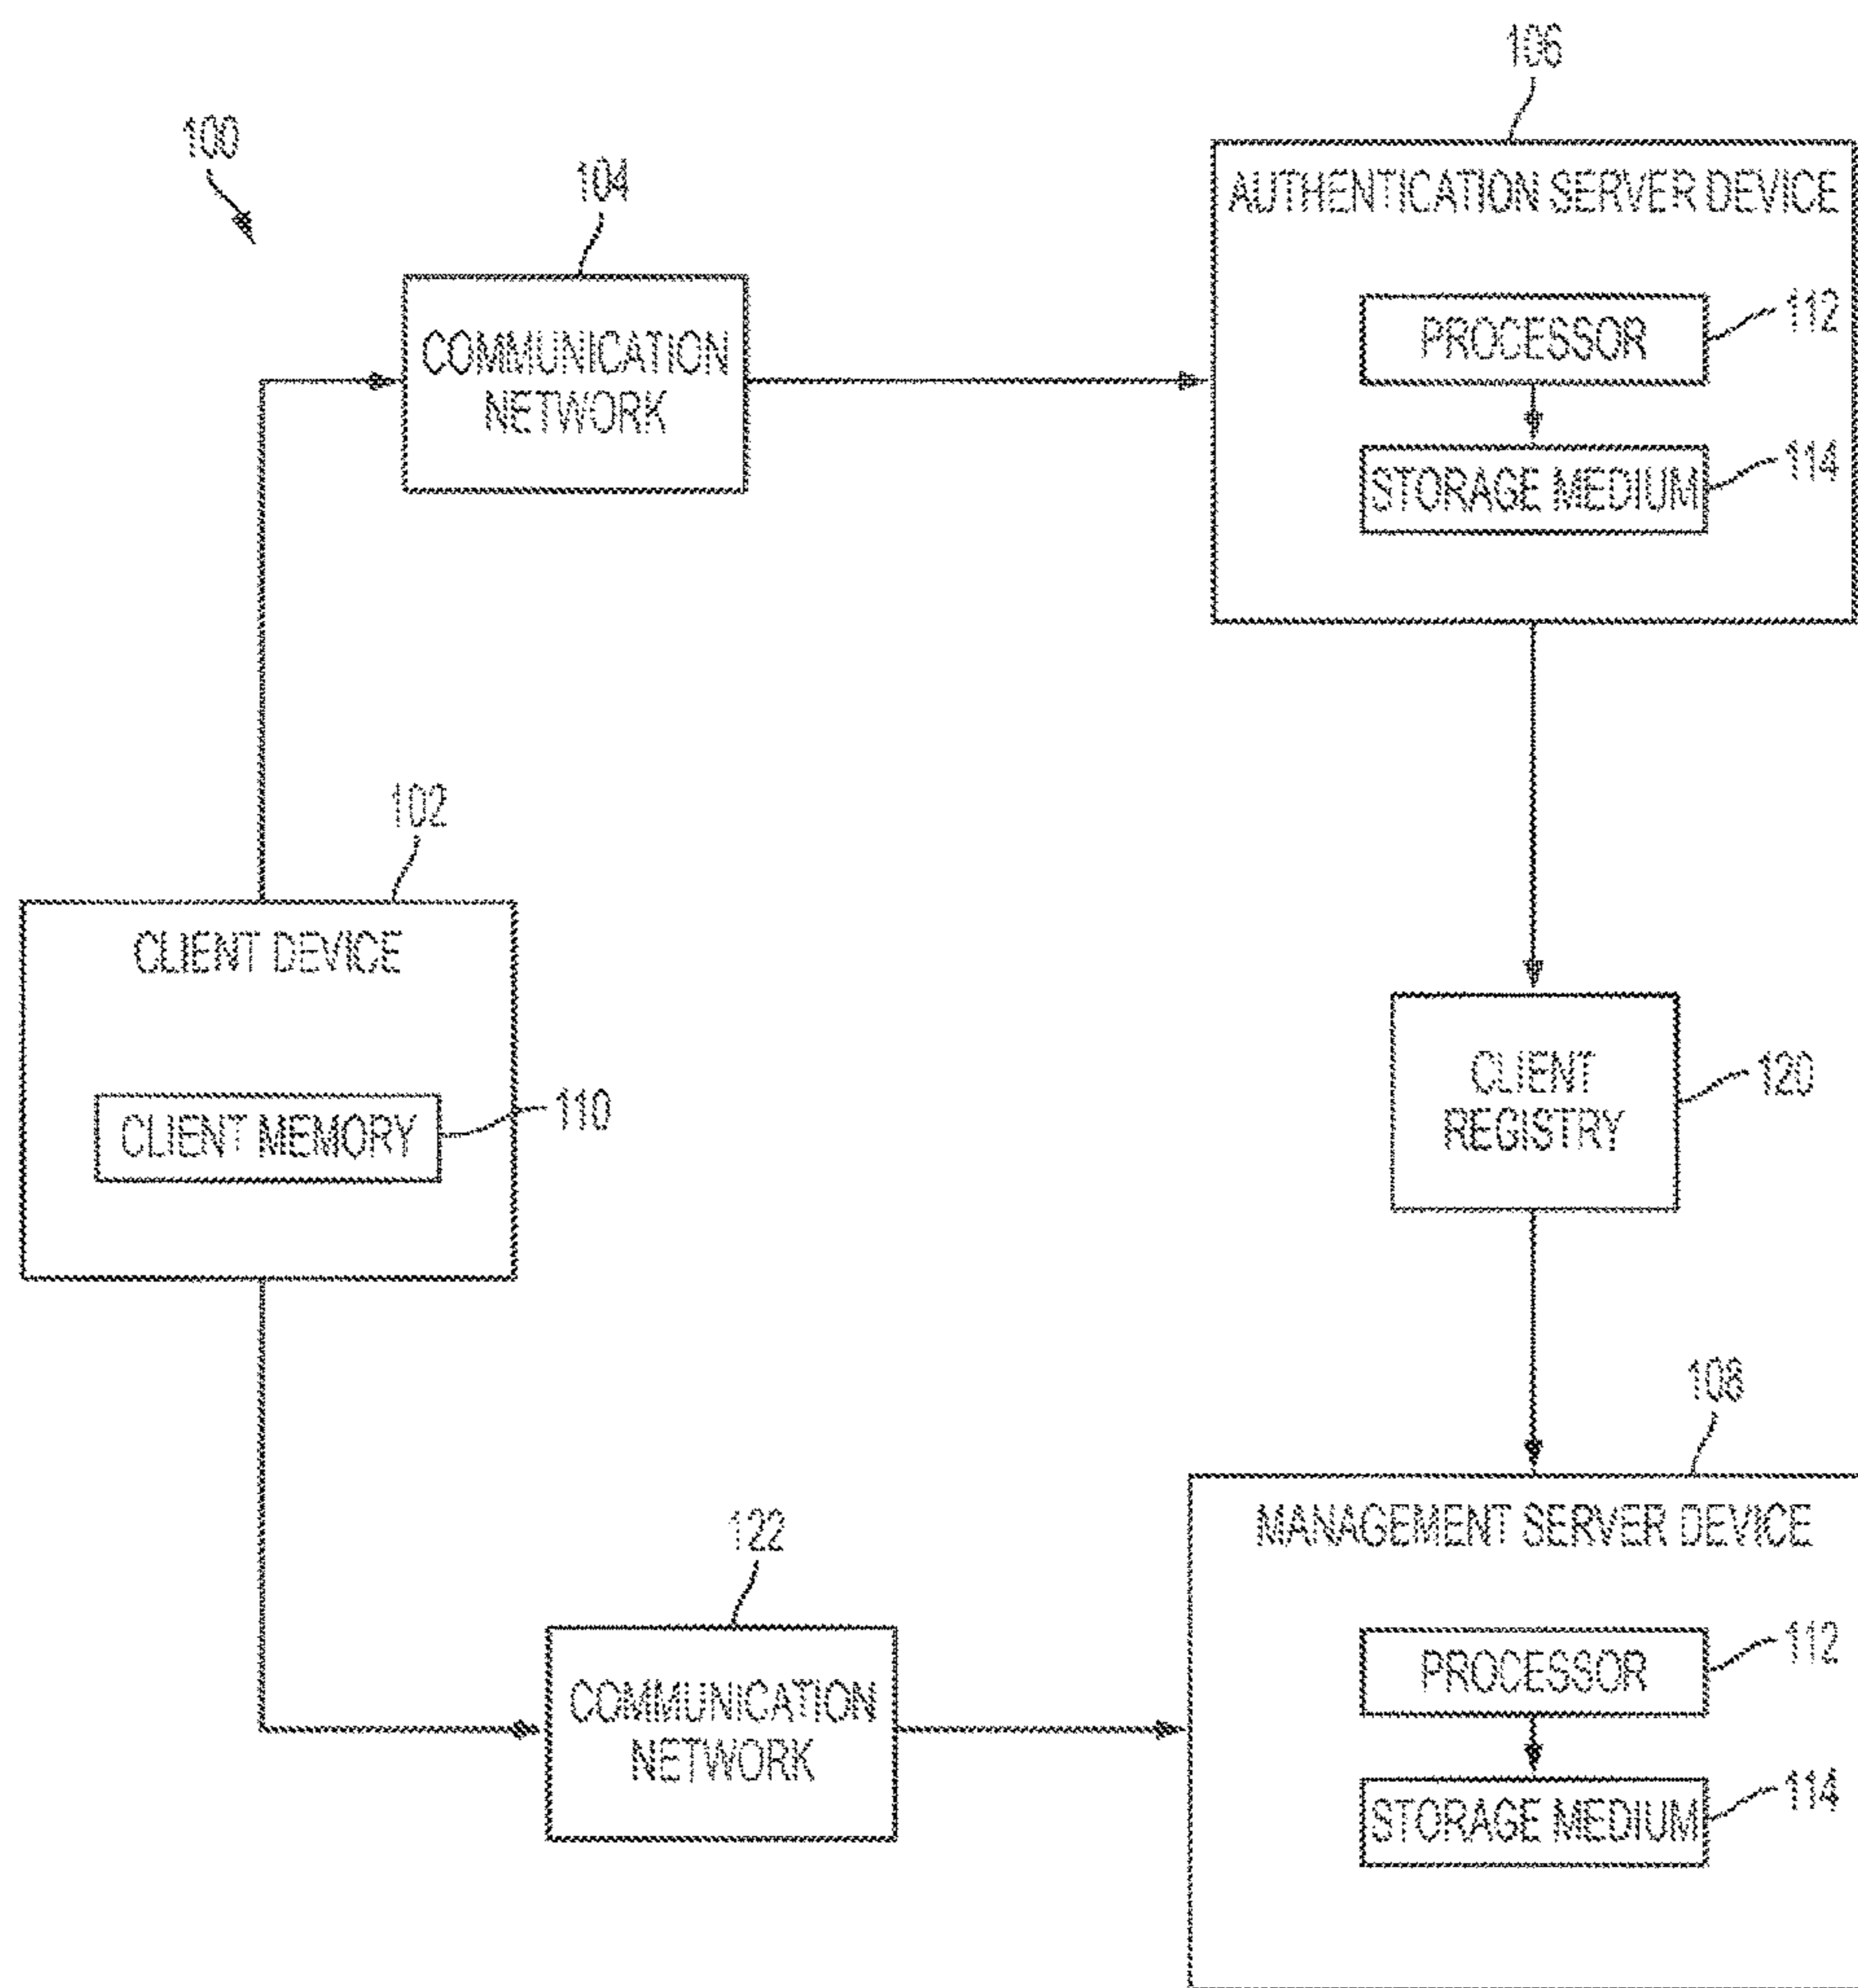 106
100
104
AUTHENTICATION SERVER DEVICE
112
PROCESSOR
COMMUNICATION
NETWORK
114
STORAGE MEDIUM
102
CLIENT DEVICE
CLIENT
REGISTRY
120
110
CLIENT MEMORY
108
MANAGEMENT SERVER DEVICE
122
112
PROCESSOR
COMMUNICATION
NETWORK
114
STORAGE MEDIUM